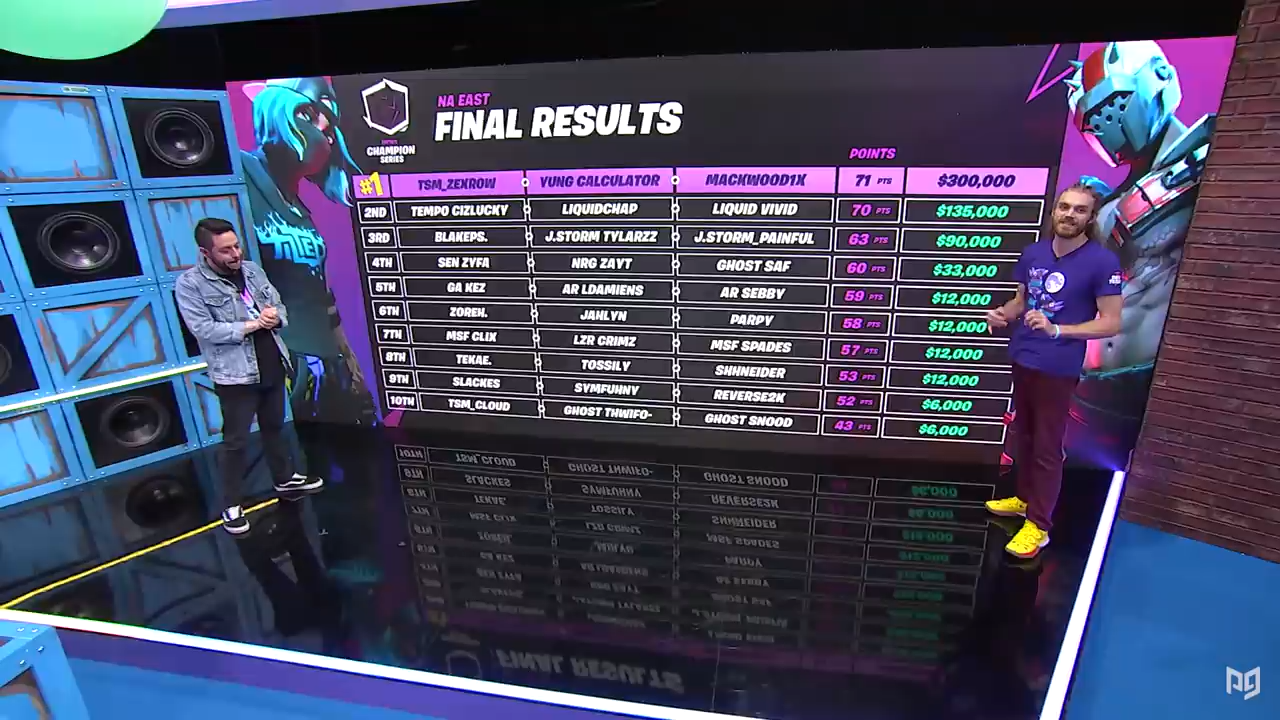 NA EAST
FINAL RESULTS
CHAMPION
SERIES
POINTS
#1 TSM_ZEXROW YUNG CALCULATOR MACKWOOD1X 71 PTS $300,000
2ND TEMPO CIZLUCKY LIQUIDCHAP LIQUID VIVID 70 PTS $135,000
3RD BLAKEPS. J.STORM TYLARZZ J.STORM_PAINFUL 63 PTS $90,000
4TH SEN ZYFA NRG ZAYT GHOST SAF 60 PTS $33,000
5TH GA KEZ AR LDAMIENS AR SEBBY 59 PTS $12,000
6TH ZOREH. JAHLYN PARPY 58 PTS $12,000
7TH MSF CLIX LZR CRIMZ MSF SPADES 57 PTS $12,000
8TH TEKAE. TOSSILY SHHNEIDER 53 PTS $12,000
9TH SLACKES SYMFUHNY REVERSE2K 52 PTS $6,000
10TH TSM_CLOUD GHOST THWIFO- GHOST SNOOD 43 PTS $6,000